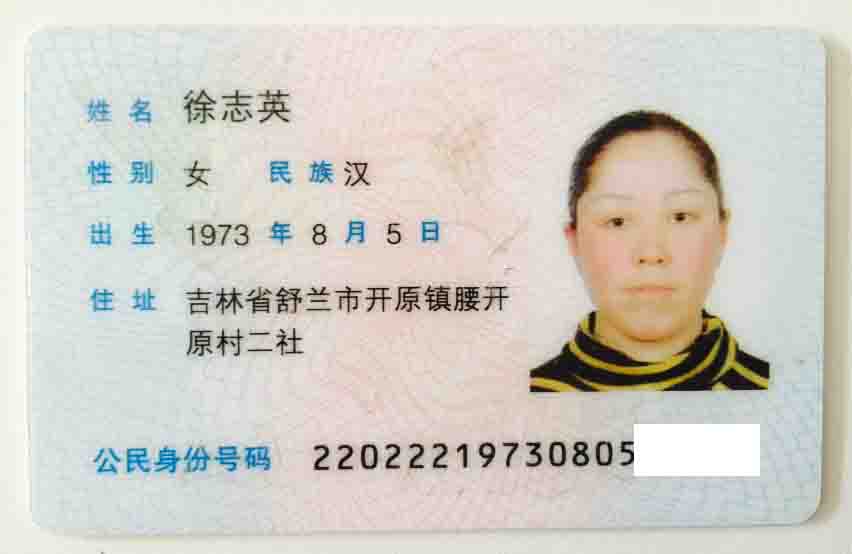 姓名 徐志英
性别 女 民族 汉
出生 1973 年 8 月 5 日
住址 吉林省舒兰市开原镇腰开
原村二社
公民身份号码 22022219730805